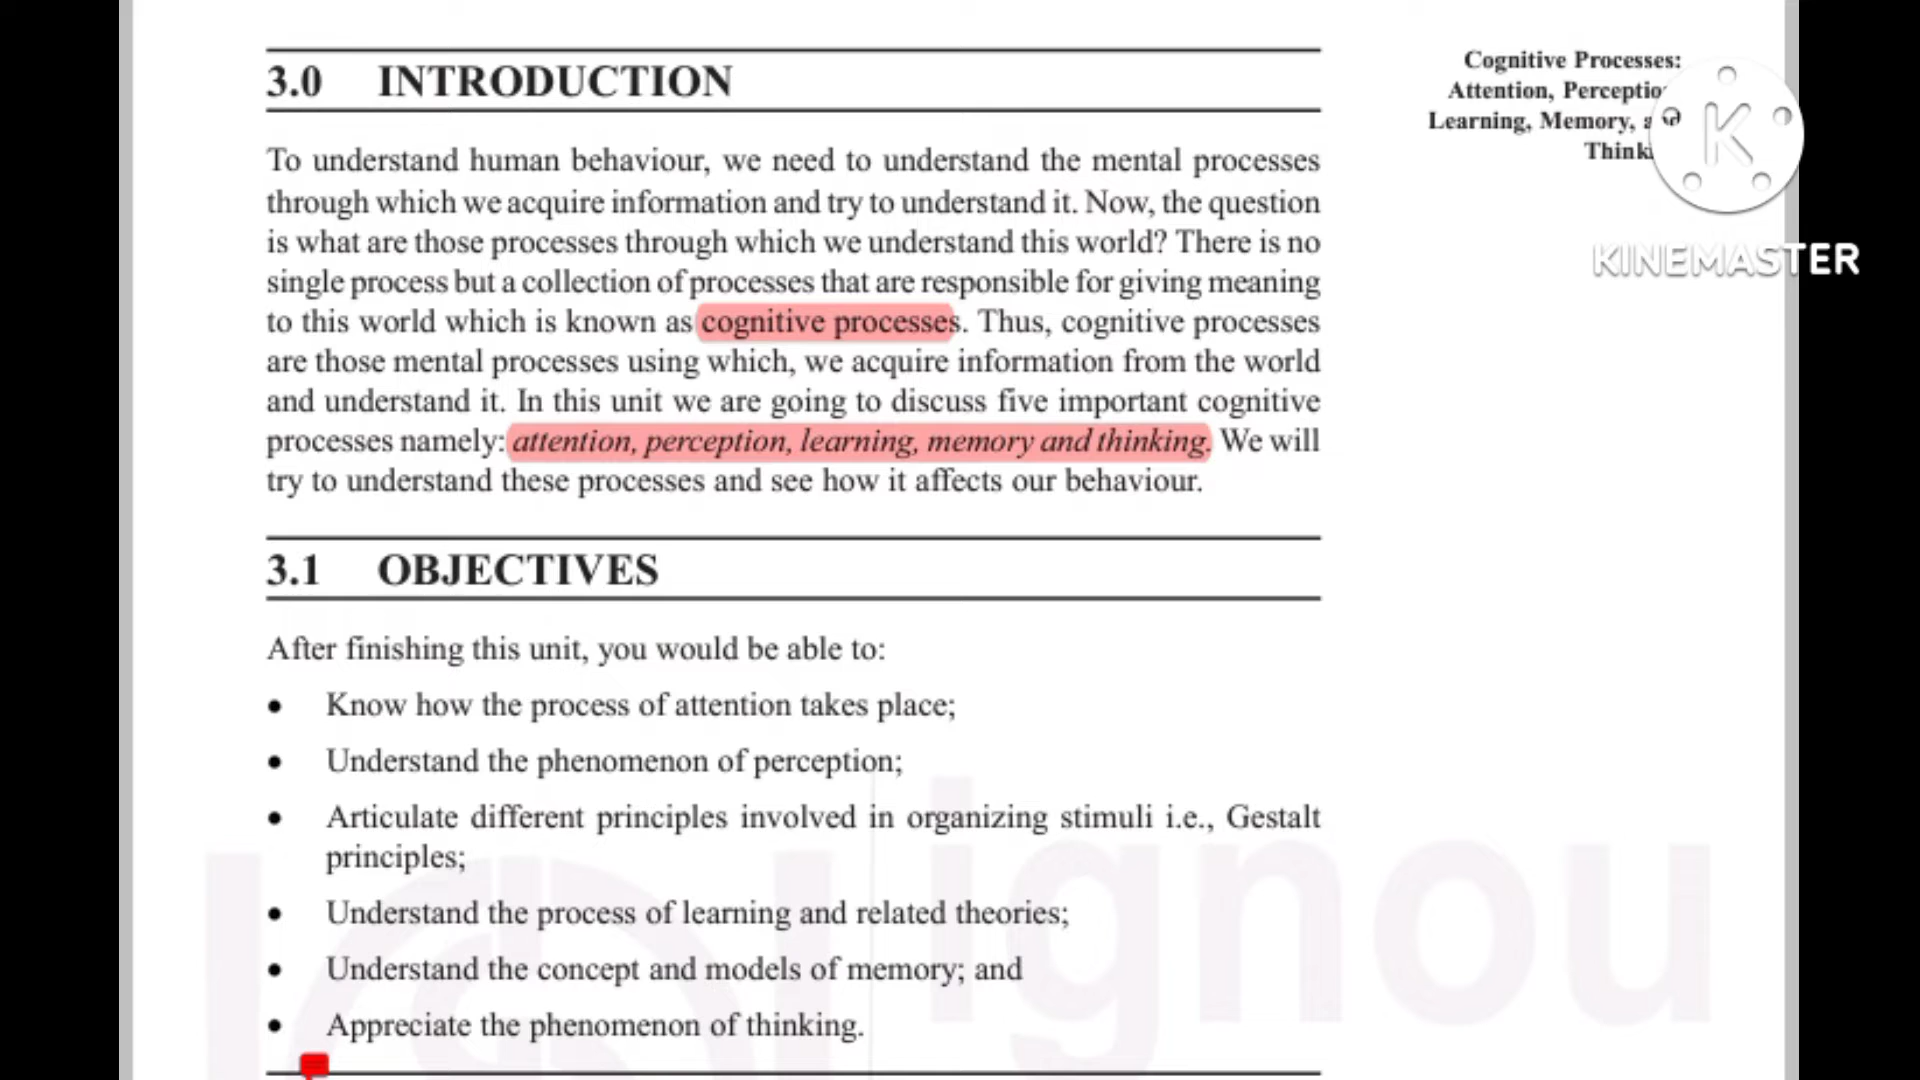 3.0 INTRODUCTION
To understand human behaviour, we need to understand the mental processes
through which we acquire information and try to understand it. Now, the question
is what are those processes through which we understand this world? There is no
single process but a collection of processes that are responsible for giving meaning
to this world which is known as cognitive processes. Thus, cognitive processes
are those mental processes using which, we acquire information from the world
and understand it. In this unit we are going to discuss five important cognitive
processes namely: attention, perception, learning, memory and thinking. We will
try to understand these processes and see how it affects our behaviour.
3.1 OBJECTIVES
After finishing this unit, you would be able to:
• Know how the process of attention takes place;
• Understand the phenomenon of perception;
• Articulate different principles involved in organizing stimuli i.e., Gestalt
principles;
• Understand the process of learning and related theories;
• Understand the concept and models of memory; and
• Appreciate the phenomenon of thinking.
Cognitive Processes:
Attention,
Learning, Memory,
K
KINEMASTER
ignou